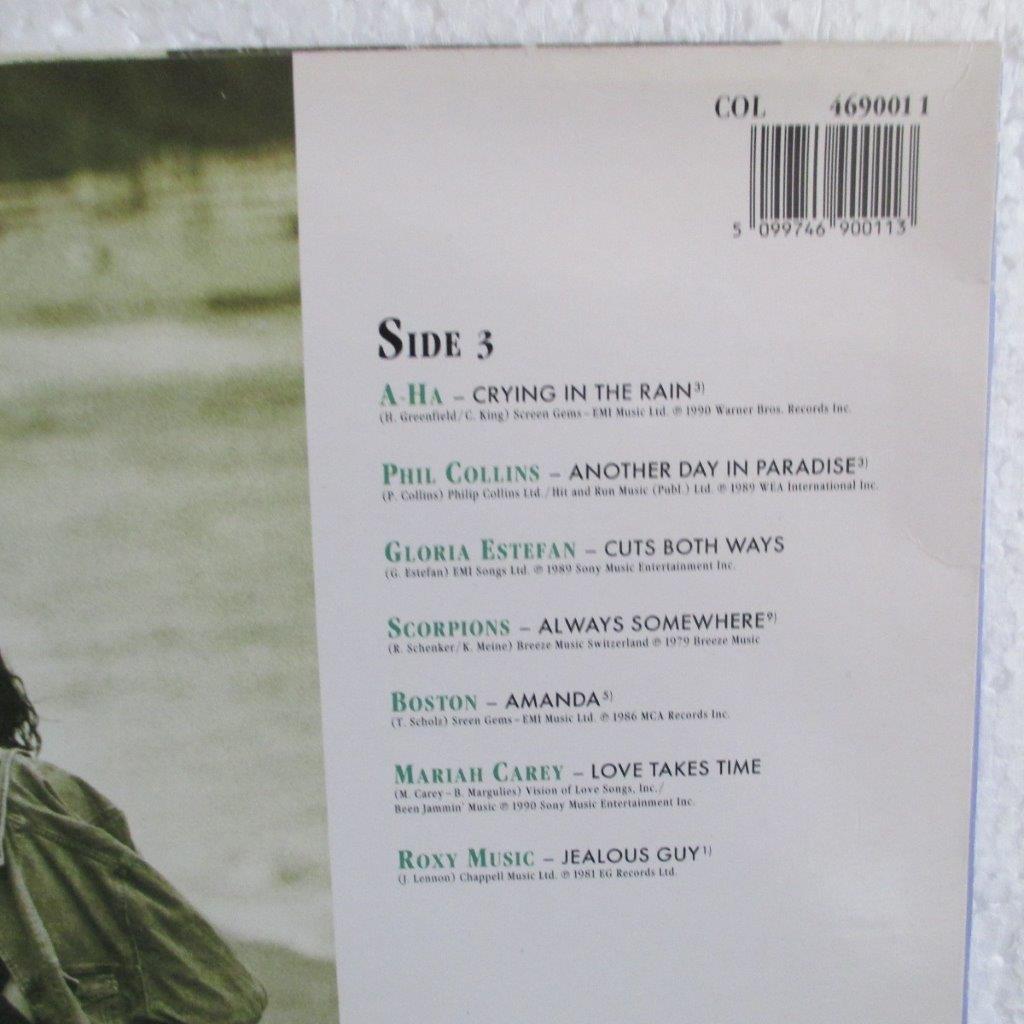 COL 469001 1
5 099746 900113
SIDE 3
A-HA – CRYING IN THE RAIN³⁾
(H. Greenfield/C. King) Screen Gems–EMI Music Ltd. ℗ 1990 Warner Bros. Records Inc.
PHIL COLLINS – ANOTHER DAY IN PARADISE³⁾
(P. Collins) Philip Collins Ltd./Hit and Run Music (Publ.) Ltd. ℗ 1989 WEA International Inc.
GLORIA ESTEFAN – CUTS BOTH WAYS
(G. Estefan) EMI Songs Ltd. ℗ 1989 Sony Music Entertainment Inc.
SCORPIONS – ALWAYS SOMEWHERE⁹⁾
(R. Schenker/K. Meine) Breeze Music Switzerland ℗ 1979 Breeze Music
BOSTON – AMANDA⁵⁾
(T. Scholz) Sreen Gems–EMI Music Ltd. ℗ 1986 MCA Records Inc.
MARIAH CAREY – LOVE TAKES TIME
(M. Carey–B. Margulies) Vision of Love Songs, Inc./
Been Jammin' Music ℗ 1990 Sony Music Entertainment Inc.
ROXY MUSIC – JEALOUS GUY¹⁾
(J. Lennon) Chappell Music Ltd. ℗ 1981 EG Records Ltd.